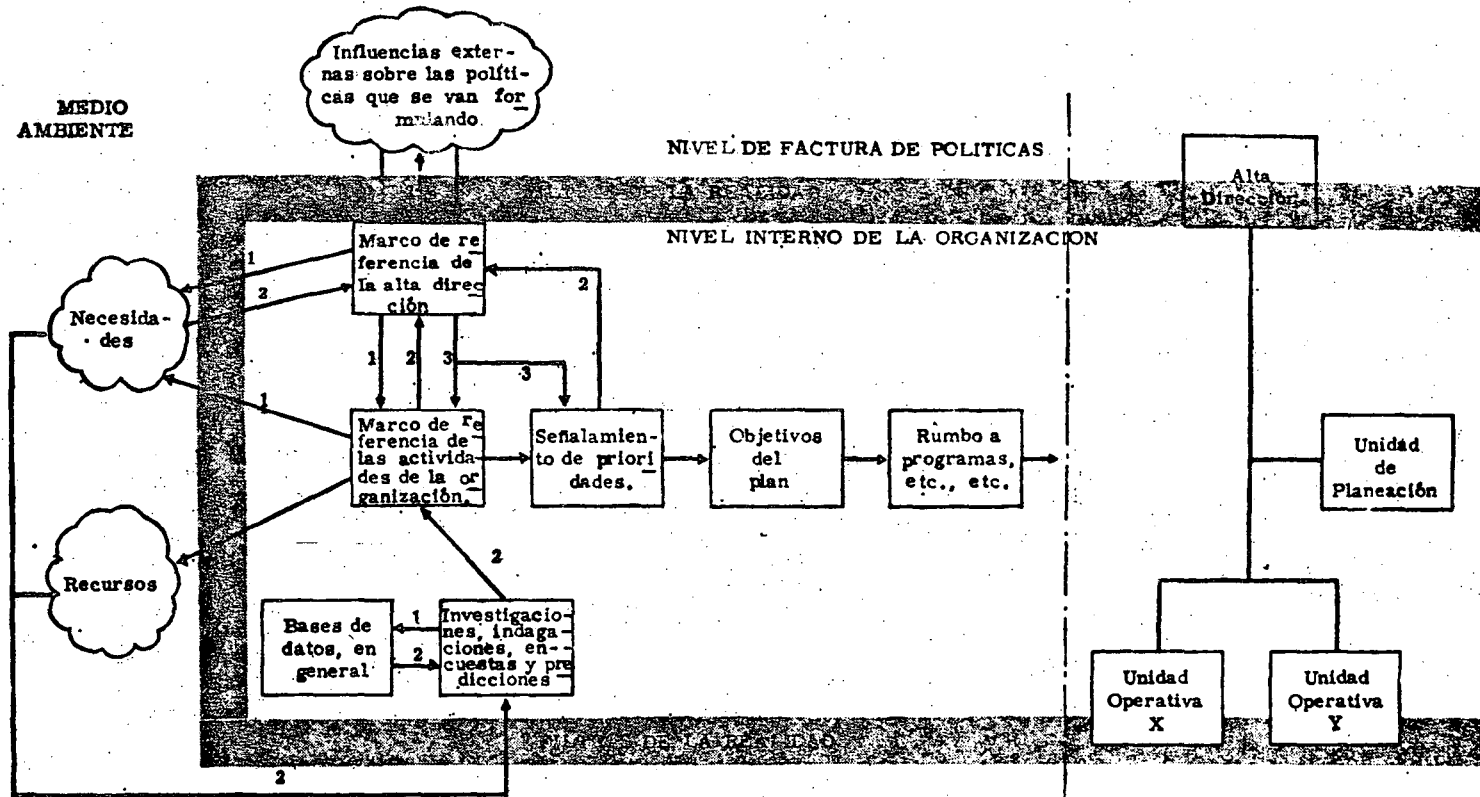 Influencias exter-
nas sobre las políti-
cas que se van for
mulando
MEDIO
AMBIENTE
NIVEL DE FACTURA DE POLITICAS
Alta
Dirección
NIVEL INTERNO DE LA ORGANIZACION
Marco de re
ferencia de
la alta direc
ción
1
2
2
Necesida-
des
1
2
3
3
1
Marco de re
ferencia de
las activida
des de la or
ganización.
Señalamien-
to de priori
dades.
Objetivos
del
plan
Rumbo a
programas,
etc., etc.
Unidad
de
Planeación
2
Recursos
Bases de
datos, en
general
1
2
Investigacio-
nes, indaga-
ciones, en-
cuestas y pre
dicciones
Unidad
Operativa
X
Unidad
Operativa
Y
DE LA
2